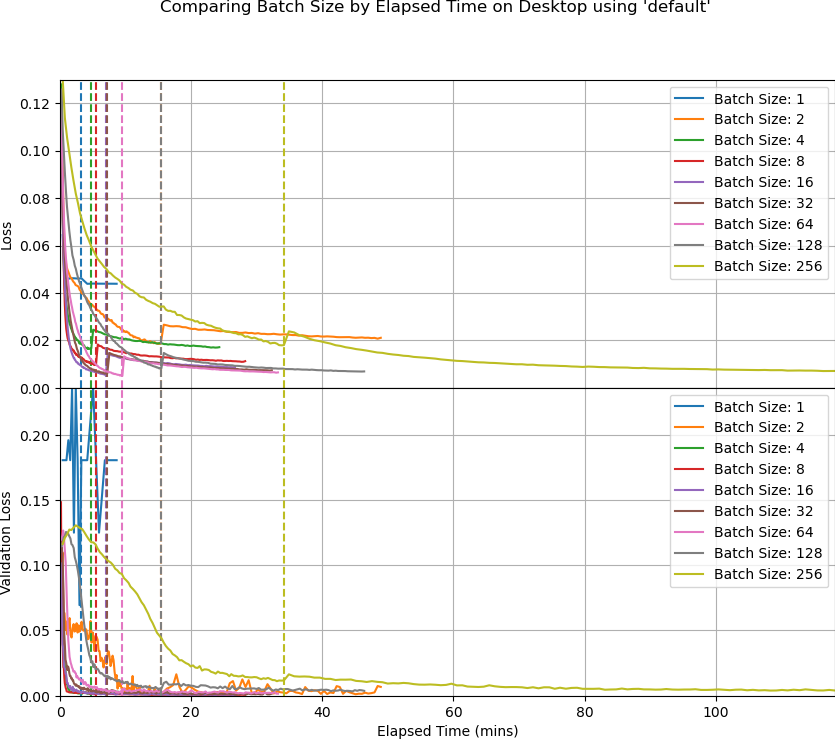 Comparing Batch Size by Elapsed Time on Desktop using 'default'
0.12
0.10
0.08
0.06
0.04
0.02
0.00
Loss
Batch Size: 1
Batch Size: 2
Batch Size: 4
Batch Size: 8
Batch Size: 16
Batch Size: 32
Batch Size: 64
Batch Size: 128
Batch Size: 256
0.20
0.15
0.10
0.05
0.00
Validation Loss
Batch Size: 1
Batch Size: 2
Batch Size: 4
Batch Size: 8
Batch Size: 16
Batch Size: 32
Batch Size: 64
Batch Size: 128
Batch Size: 256
0 20 40 60 80 100
Elapsed Time (mins)